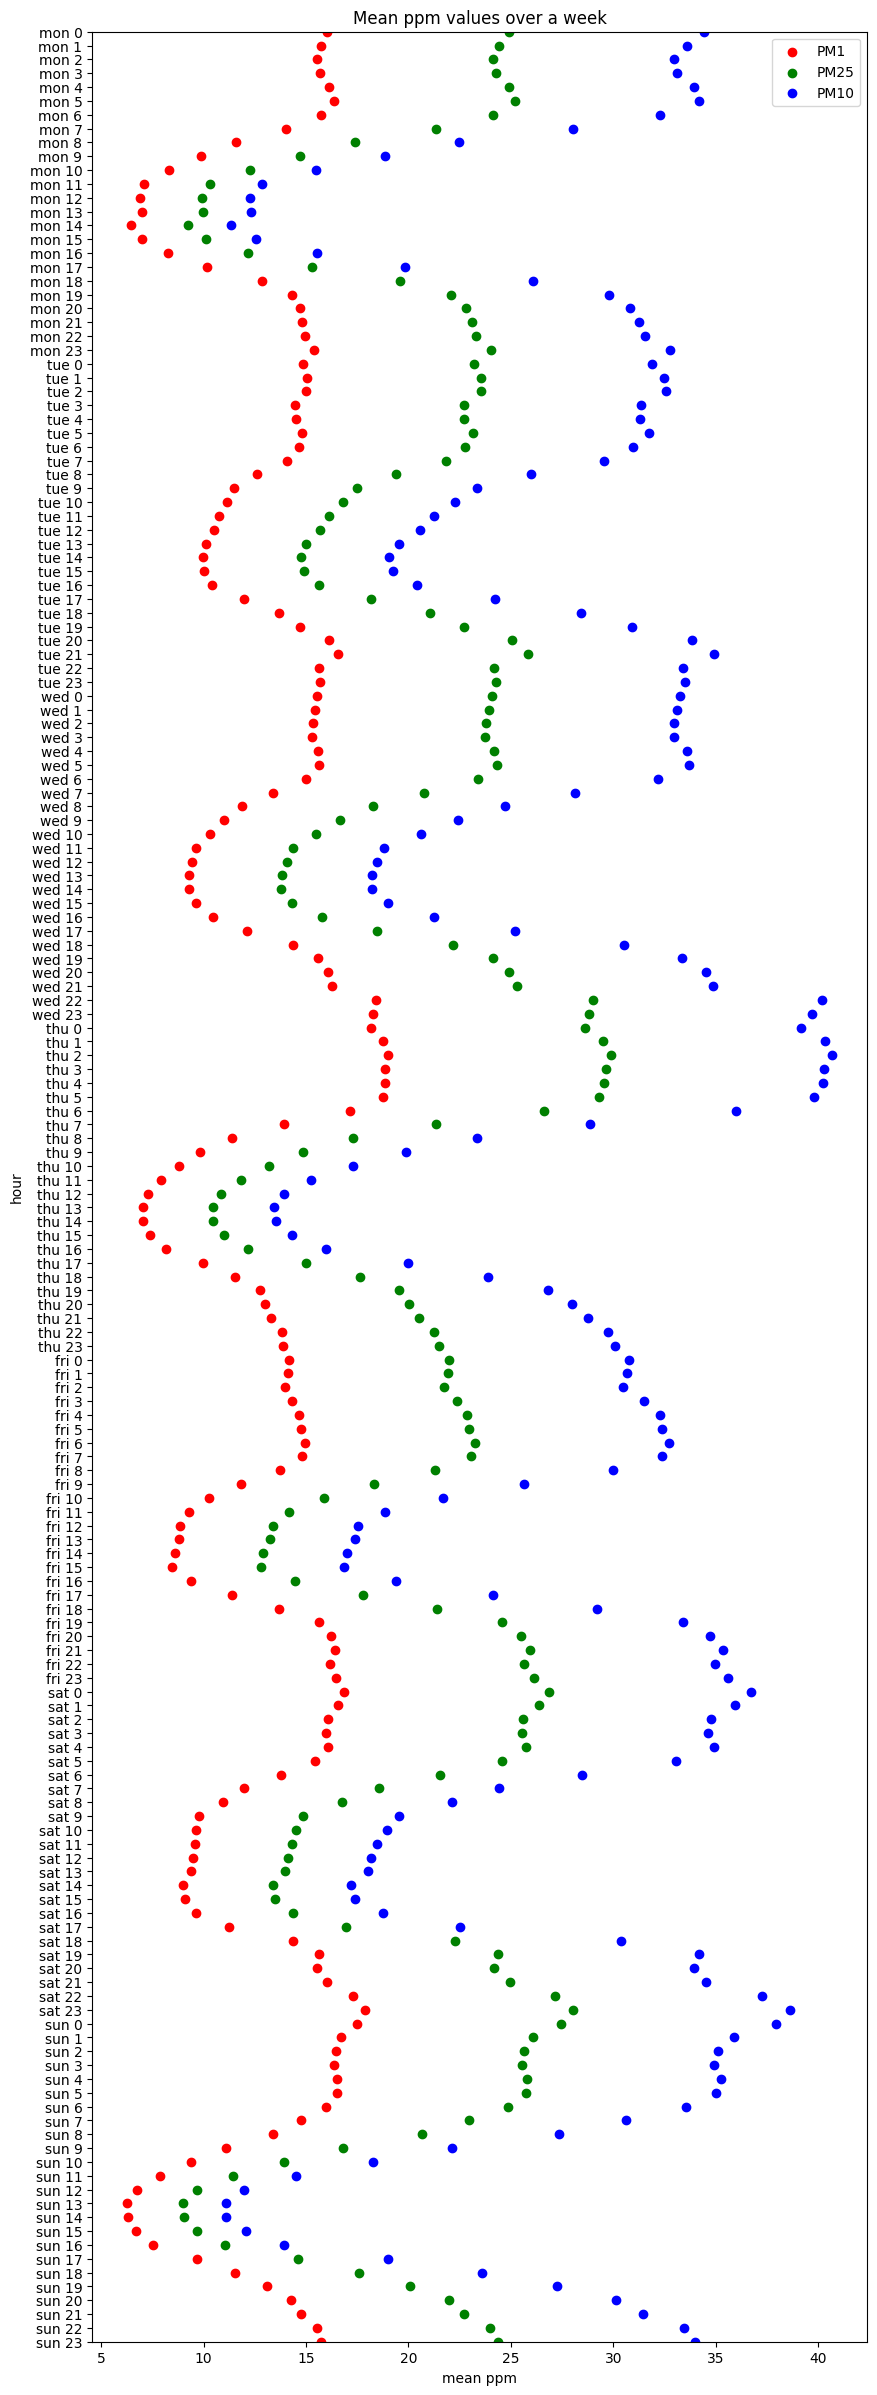 Mean ppm values over a week
PM1
PM25
PM10
mon 0
mon 1
mon 2
mon 3
mon 4
mon 5
mon 6
mon 7
mon 8
mon 9
mon 10
mon 11
mon 12
mon 13
mon 14
mon 15
mon 16
mon 17
mon 18
mon 19
mon 20
mon 21
mon 22
mon 23
tue 0
tue 1
tue 2
tue 3
tue 4
tue 5
tue 6
tue 7
tue 8
tue 9
tue 10
tue 11
tue 12
tue 13
tue 14
tue 15
tue 16
tue 17
tue 18
tue 19
tue 20
tue 21
tue 22
tue 23
wed 0
wed 1
wed 2
wed 3
wed 4
wed 5
wed 6
wed 7
wed 8
wed 9
wed 10
wed 11
wed 12
wed 13
wed 14
wed 15
wed 16
wed 17
wed 18
wed 19
wed 20
wed 21
wed 22
wed 23
thu 0
thu 1
thu 2
thu 3
thu 4
thu 5
thu 6
thu 7
thu 8
thu 9
thu 10
thu 11
thu 12
thu 13
thu 14
thu 15
thu 16
thu 17
thu 18
thu 19
thu 20
thu 21
thu 22
thu 23
fri 0
fri 1
fri 2
fri 3
fri 4
fri 5
fri 6
fri 7
fri 8
fri 9
fri 10
fri 11
fri 12
fri 13
fri 14
fri 15
fri 16
fri 17
fri 18
fri 19
fri 20
fri 21
fri 22
fri 23
sat 0
sat 1
sat 2
sat 3
sat 4
sat 5
sat 6
sat 7
sat 8
sat 9
sat 10
sat 11
sat 12
sat 13
sat 14
sat 15
sat 16
sat 17
sat 18
sat 19
sat 20
sat 21
sat 22
sat 23
sun 0
sun 1
sun 2
sun 3
sun 4
sun 5
sun 6
sun 7
sun 8
sun 9
sun 10
sun 11
sun 12
sun 13
sun 14
sun 15
sun 16
sun 17
sun 18
sun 19
sun 20
sun 21
sun 22
sun 23
hour
5 10 15 20 25 30 35 40
mean ppm